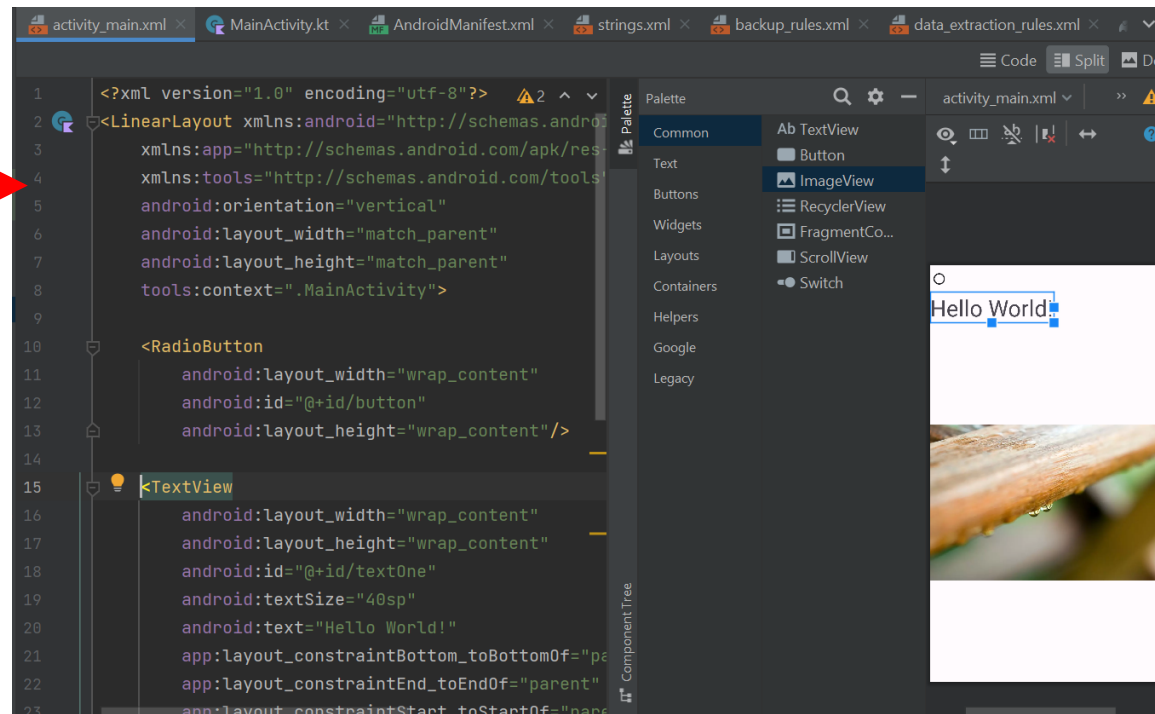 activity_main.xml MainActivity.kt AndroidManifest.xml strings.xml backup_rules.xml data_extraction_rules.xml
Code Split
1 <?xml version="1.0" encoding="utf-8"?> 2
2 <LinearLayout xmlns:android="http://schemas.androi
3 xmlns:app="http://schemas.android.com/apk/res-
4 xmlns:tools="http://schemas.android.com/tools"
5 android:orientation="vertical"
6 android:layout_width="match_parent"
7 android:layout_height="match_parent"
8 tools:context=".MainActivity">
9
10 <RadioButton
11 android:layout_width="wrap_content"
12 android:id="@+id/button"
13 android:layout_height="wrap_content"/>
14
15 <TextView
16 android:layout_width="wrap_content"
17 android:layout_height="wrap_content"
18 android:id="@+id/textOne"
19 android:textSize="40sp"
20 android:text="Hello World!"
21 app:layout_constraintBottom_toBottomOf="pa
22 app:layout_constraintEnd_toEndOf="parent"
23 app:layout_constraintStart_toStartOf="pare
Palette
Component Tree
Palette
Common
Text
Buttons
Widgets
Layouts
Containers
Helpers
Google
Legacy
Ab TextView
Button
ImageView
RecyclerView
FragmentCo...
ScrollView
Switch
activity_main.xml
Hello World!